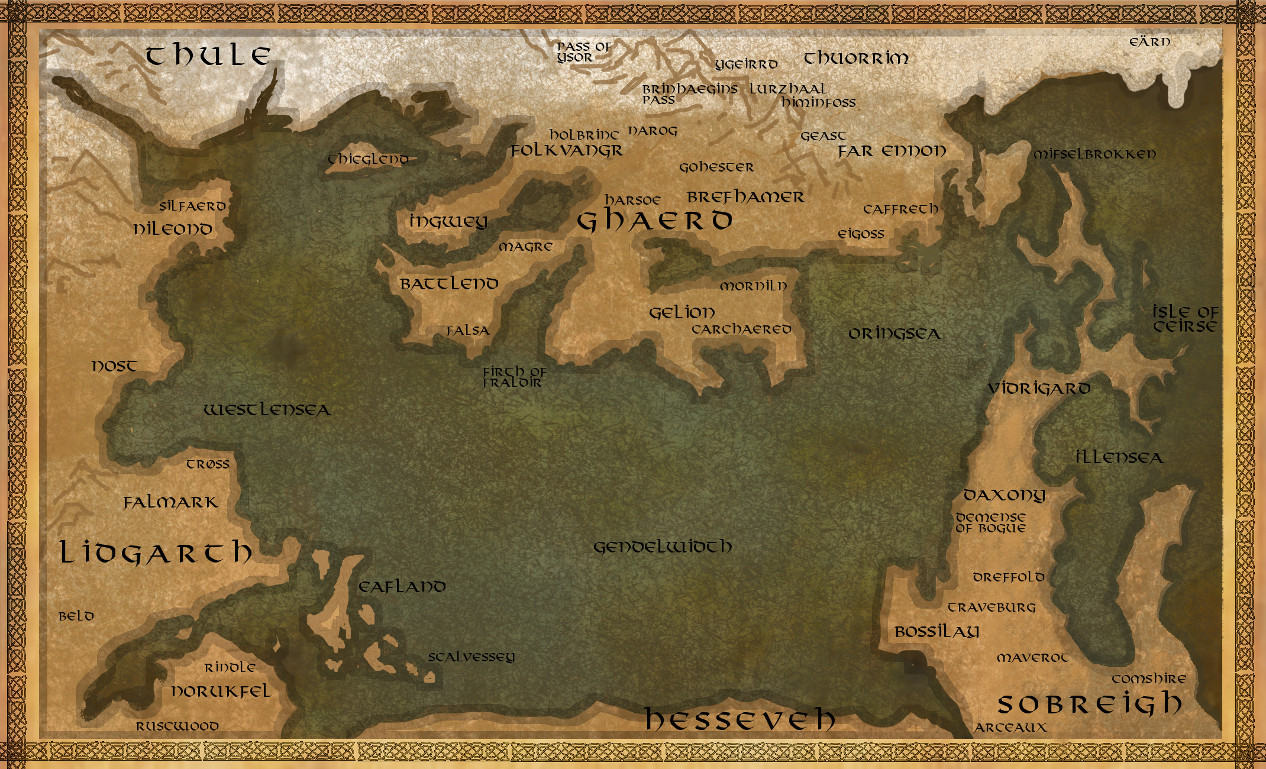 THULE
PASS OF
YSOR
YGEIRRD
THUORRIM
EÄRN
BRINHAEGINS
PASS
LURZHAAL
HIMINFOSS
HOLBRINC
NAROG
GEAST
THIEGLEND
FOLKVANGR
FAR ENNON
MIFSELBROKKEN
GOHESTER
SILFAERD
HARSOE
BREFHAMER
CAFFRETH
NILEOND
INGWEY
GHAERD
EIGOSS
MAGRE
BATTLEND
MORNILN
GELION
CARCHAERED
ISLE OF
CEIRSE
FALSA
ORINGSEA
NOST
FIRTH OF
FRALDIR
VIDRIGARD
WESTLENSEA
ILLENSEA
TRØSS
FALMARK
DAXONY
DEMENSE
OF BOGUE
LIDGARTH
GENDELWIDTH
EAFLAND
DREFFOLD
BELD
TRAVEBURG
BOSSILAY
SCALVESSEY
MAVEROC
RINDLE
COMSHIRE
NORUKFEL
SOBREIGH
RUSCWOOD
HESSEVEH
ARCEAUX